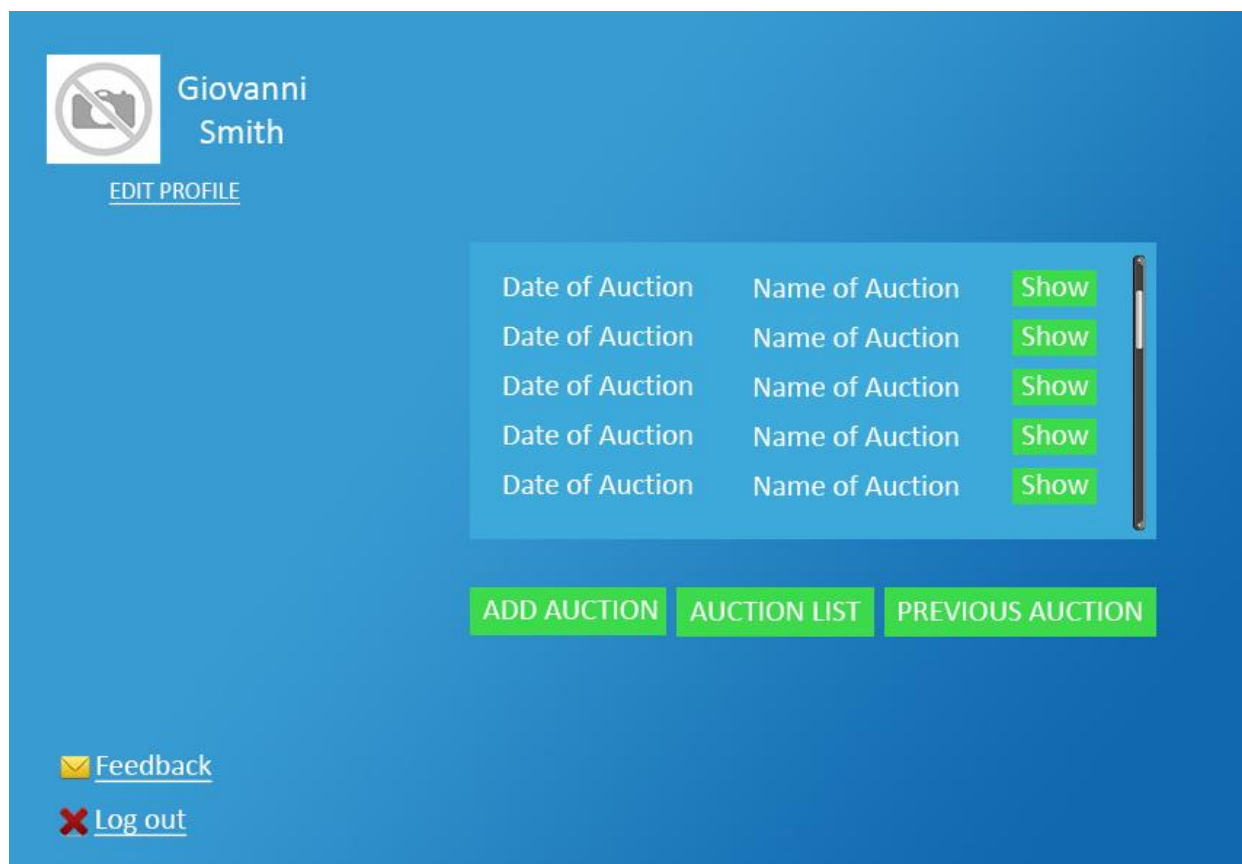 Giovanni
Smith
EDIT PROFILE
Date of Auction Name of Auction Show
Date of Auction Name of Auction Show
Date of Auction Name of Auction Show
Date of Auction Name of Auction Show
Date of Auction Name of Auction Show
ADD AUCTION AUCTION LIST PREVIOUS AUCTION
Feedback
Log out